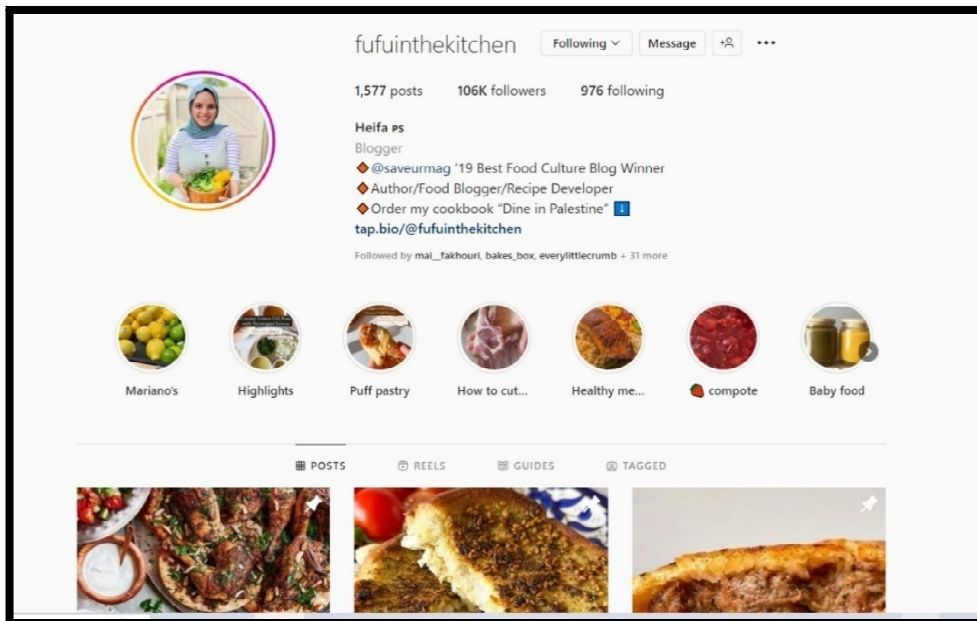 fufuinthekitchen Following Message
1,577 posts 106K followers 976 following
Heifa PS
Blogger
@saveurmag '19 Best Food Culture Blog Winner
Author/Food Blogger/Recipe Developer
Order my cookbook "Dine in Palestine"
tap.bio/@fufuinthekitchen
Followed by mai__fakhouri, bakes_box, everylittlecrumb + 31 more
Mariano's Highlights Puff pastry How to cut... Healthy me... compote Baby food
POSTS REELS GUIDES TAGGED